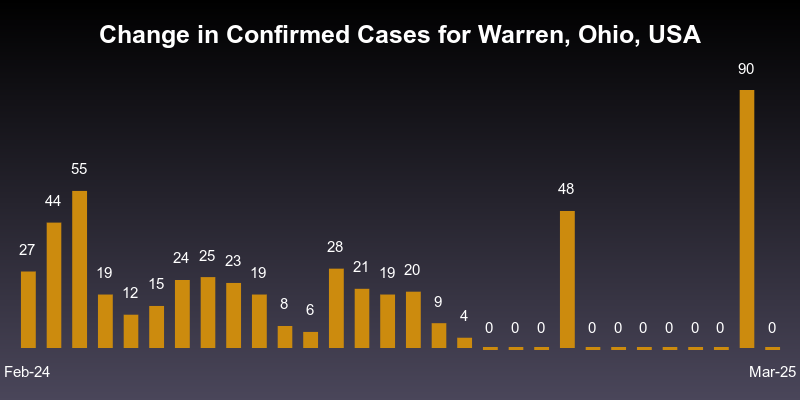 Change in Confirmed Cases for Warren, Ohio, USA
27 44 55 19 12 15 24 25 23 19 8 6 28 21 19 20 9 4 0 0 0 48 0 0 0 0 0 0 90 0
Feb-24 Mar-25